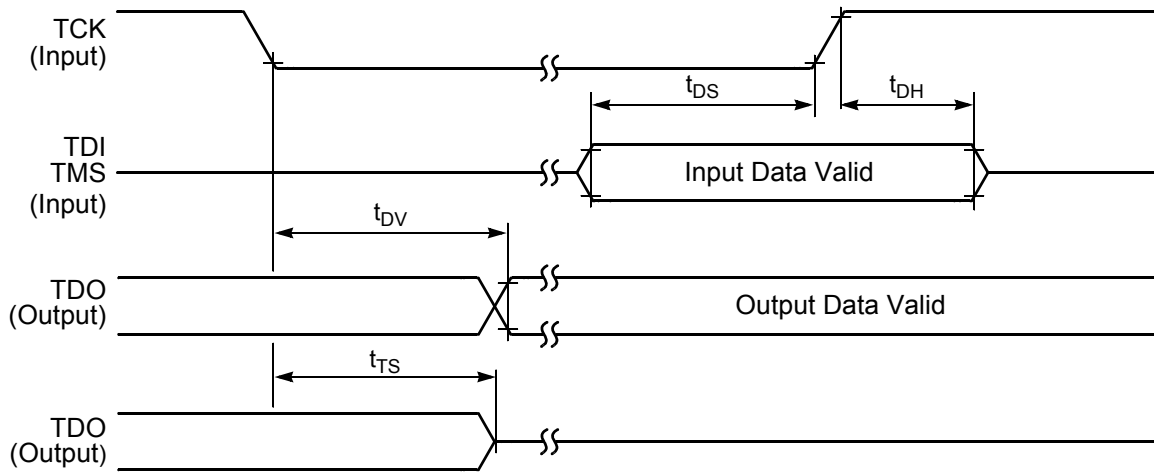 TCK
(Input)
tDS
tDH
TDI
TMS
(Input)
Input Data Valid
tDV
TDO
(Output)
Output Data Valid
tTS
TDO
(Output)